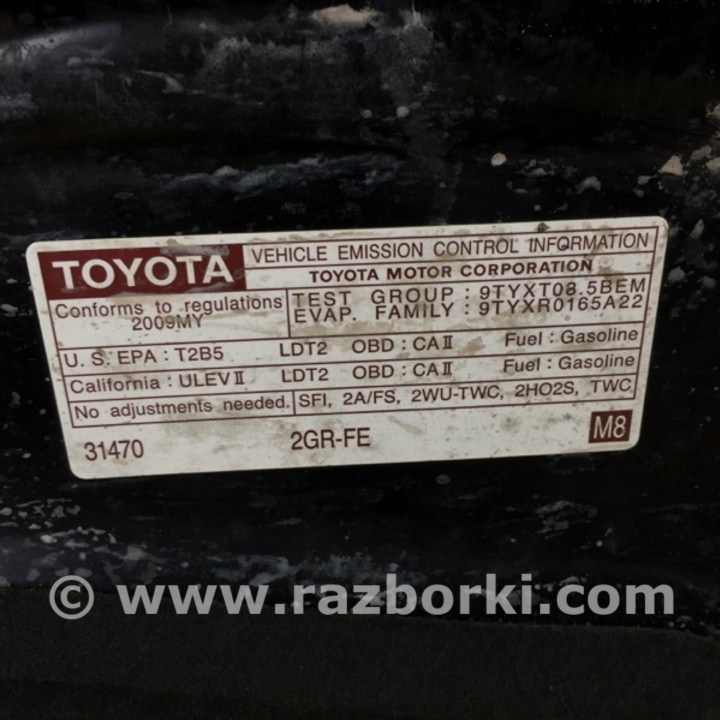 TOYOTA
VEHICLE EMISSION CONTROL INFORMATION
TOYOTA MOTOR CORPORATION
Conforms to regulations
2009MY
TEST GROUP : 9TYXT08.5BEM
EVAP. FAMILY : 9TYXR0165A22
U.S. EPA : T2B5 LDT2 OBD : CAⅡ Fuel : Gasoline
California : ULEVⅡ LDT2 OBD : CAⅡ Fuel : Gasoline
No adjustments needed. SFI, 2A/FS, 2WU-TWC, 2HO2S, TWC,
31470 2GR-FE M8
© www.razborki.com